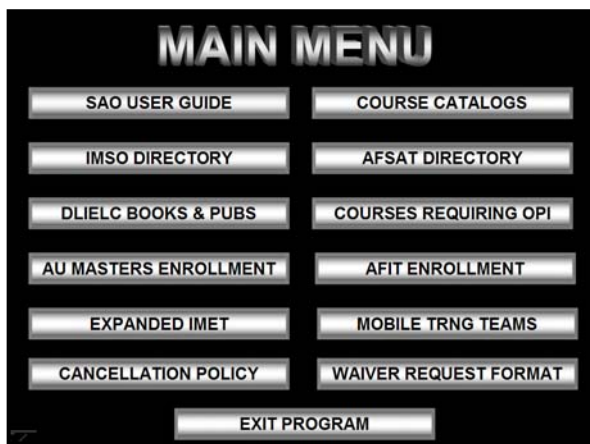 MAIN MENU
SAO USER GUIDE
COURSE CATALOGS
IMSO DIRECTORY
AFSAT DIRECTORY
DLIELC BOOKS & PUBS
COURSES REQUIRING OPI
AU MASTERS ENROLLMENT
AFIT ENROLLMENT
EXPANDED IMET
MOBILE TRNG TEAMS
CANCELLATION POLICY
WAIVER REQUEST FORMAT
EXIT PROGRAM